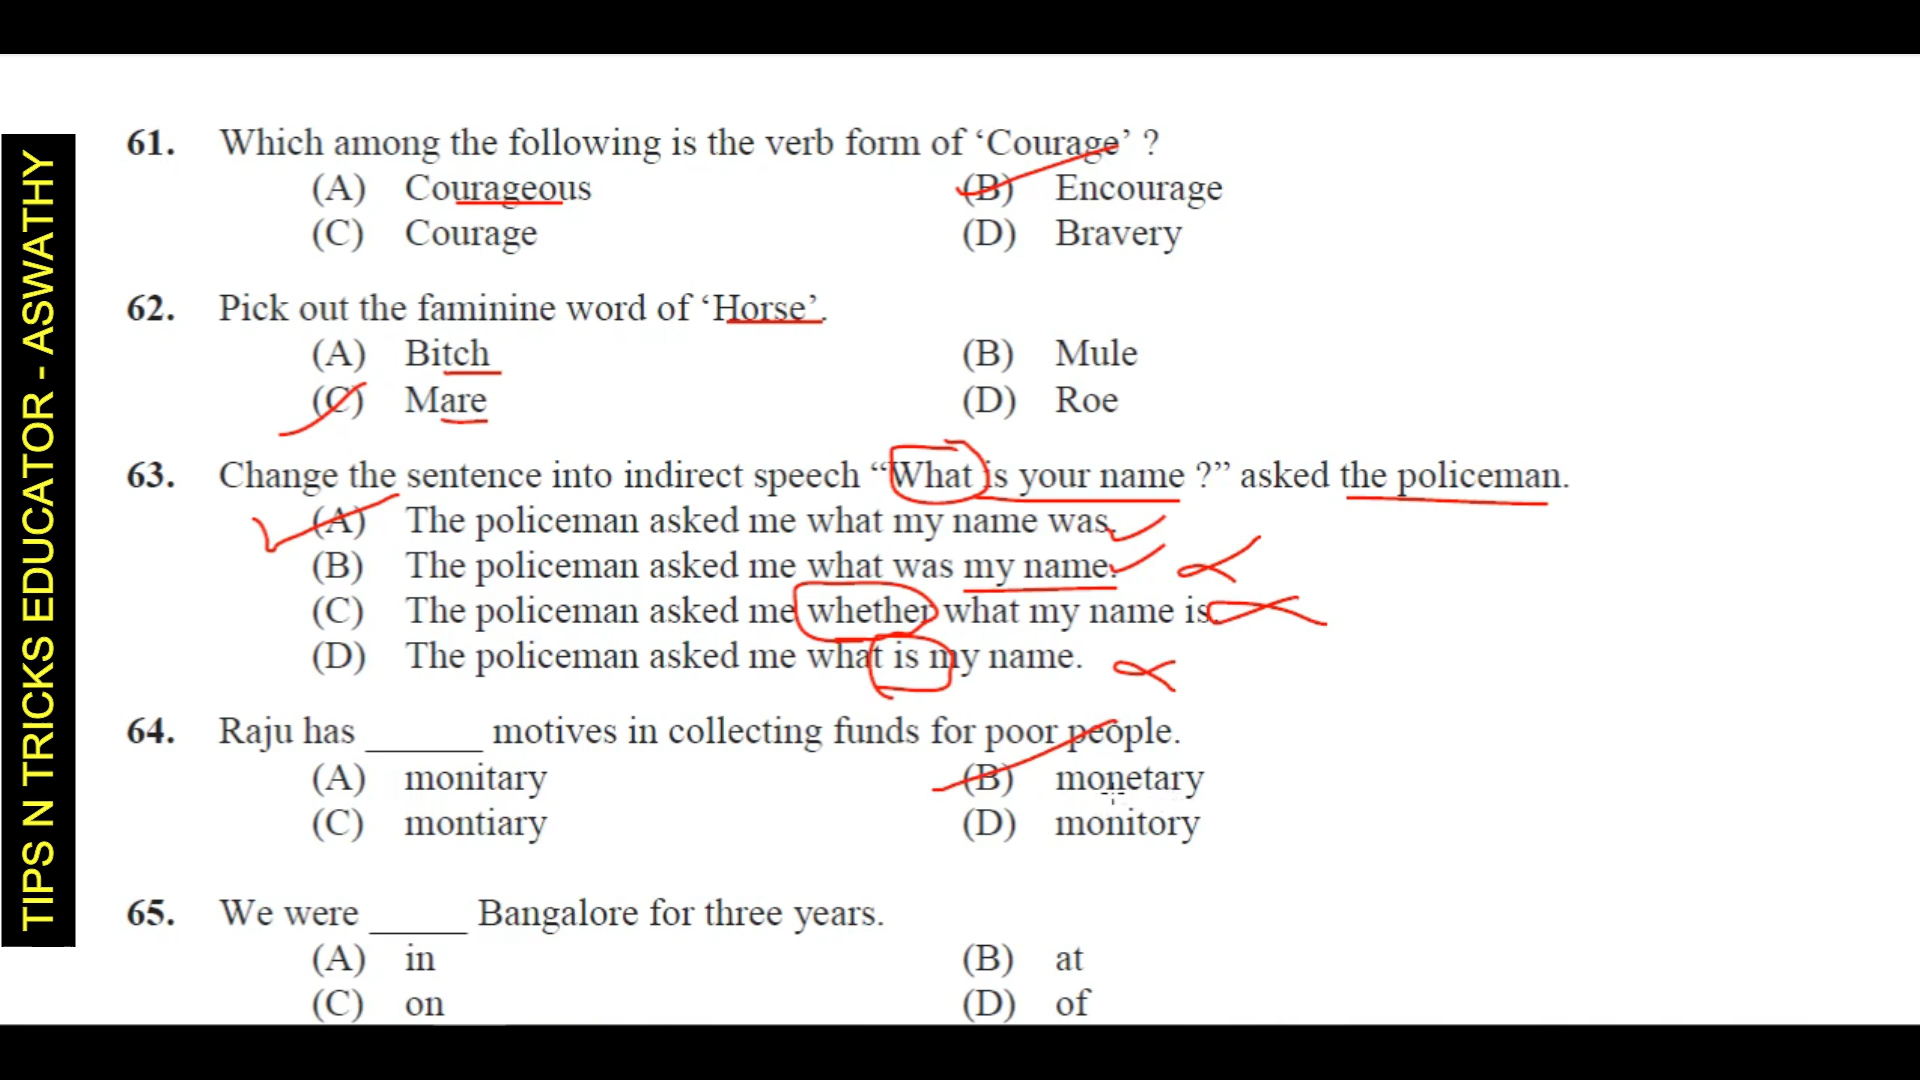 TIPS N TRICKS EDUCATOR - ASWATHY
61. Which among the following is the verb form of ‘Courage’ ?
(A) Courageous (B) Encourage
(C) Courage (D) Bravery
62. Pick out the faminine word of ‘Horse’.
(A) Bitch (B) Mule
(C) Mare (D) Roe
63. Change the sentence into indirect speech “What is your name ?” asked the policeman.
(A) The policeman asked me what my name was.
(B) The policeman asked me what was my name.
(C) The policeman asked me whether what my name is.
(D) The policeman asked me what is my name.
64. Raju has ______ motives in collecting funds for poor people.
(A) monitary (B) monetary
(C) montiary (D) monitory
65. We were _____ Bangalore for three years.
(A) in (B) at
(C) on (D) of